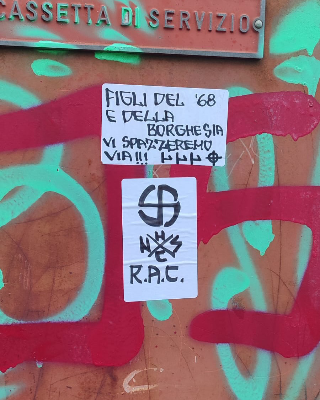 CASSETTA DI SERVIZIO
FIGLI DEL '68
E DELLA
BORGHESIA
VI SPAZZEREMO
VIA!!!
H
N S
C
R.A.C.